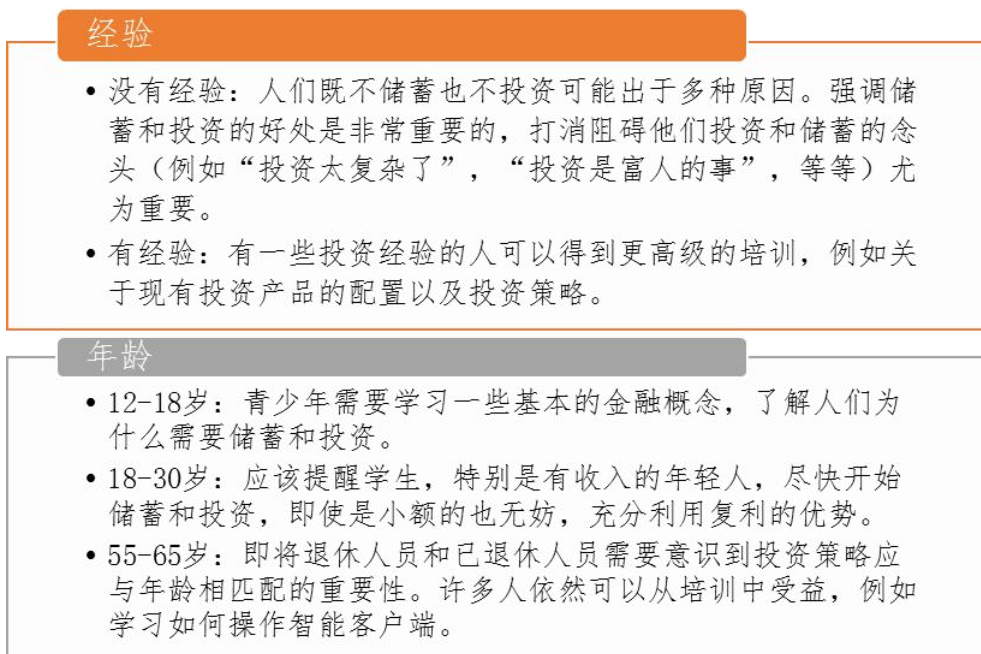 经验
• 没有经验：人们既不储蓄也不投资可能出于多种原因。强调储
蓄和投资的好处是非常重要的，打消阻碍他们投资和储蓄的念
头（例如“投资太复杂了”，“投资是富人的事”，等等）尤
为重要。
• 有经验：有一些投资经验的人可以得到更高级的培训，例如关
于现有投资产品的配置以及投资策略。
年龄
• 12-18岁：青少年需要学习一些基本的金融概念，了解人们为
什么需要储蓄和投资。
• 18-30岁：应该提醒学生，特别是有收入的年轻人，尽快开始
储蓄和投资，即使是小额的也无妨，充分利用复利的优势。
• 55-65岁：即将退休人员和已退休人员需要意识到投资策略应
与年龄相匹配的重要性。许多人依然可以从培训中受益，例如
学习如何操作智能客户端。